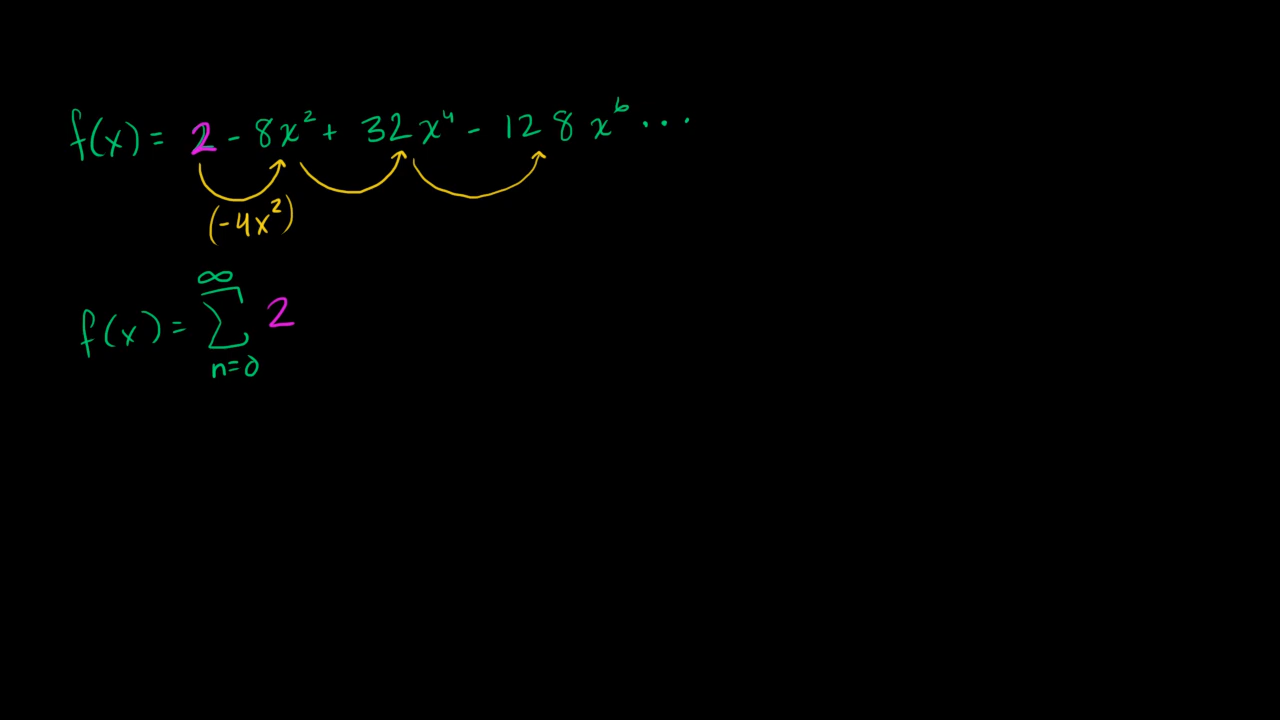 f(x) = 2 - 8x² + 32x⁴ - 128x⁶ ...
(-4x²)
∞
f(x) = ∑ 2
n=0